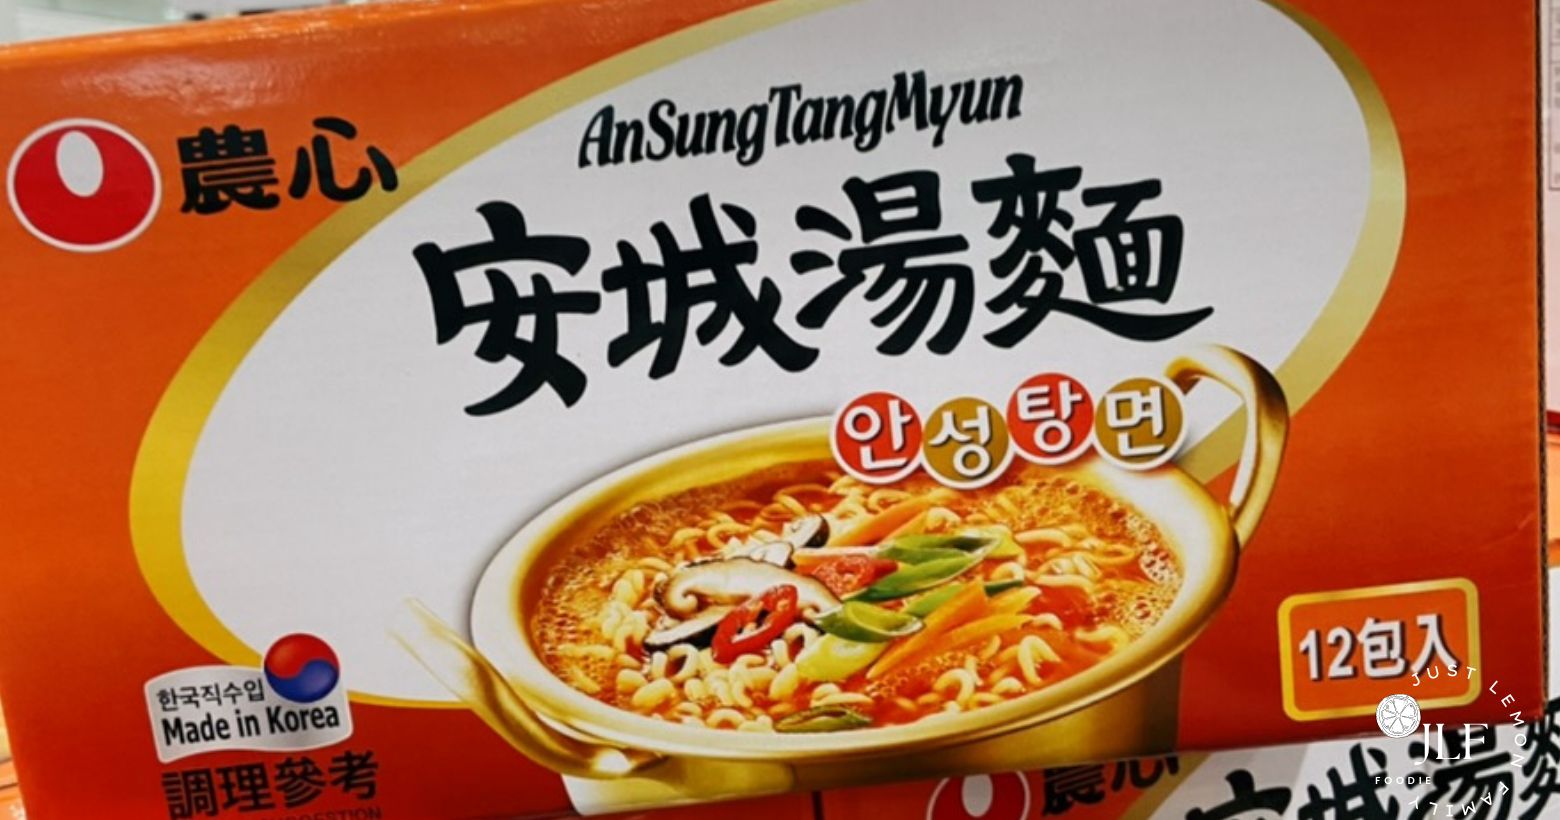 農心
AnSungTangMyun
安城湯麵
안성탕면
12包入
한국직수입
Made in Korea
調理參考
農心
安城湯麵
JUST LEMON FAMILY
JLF
FOODIE